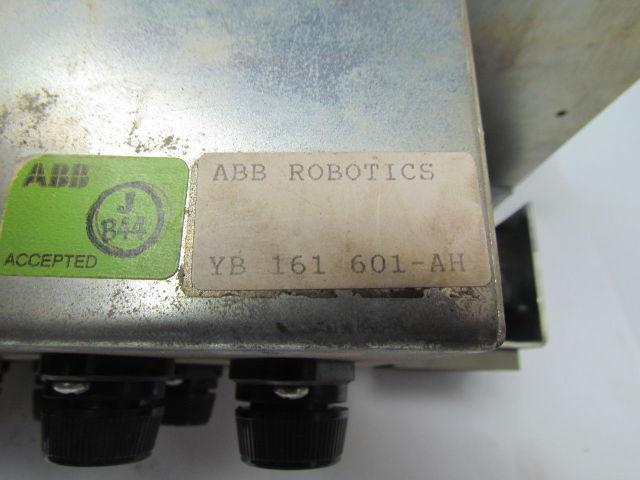 ABB
J
B44
ACCEPTED
ABB ROBOTICS
YB 161 601-AH